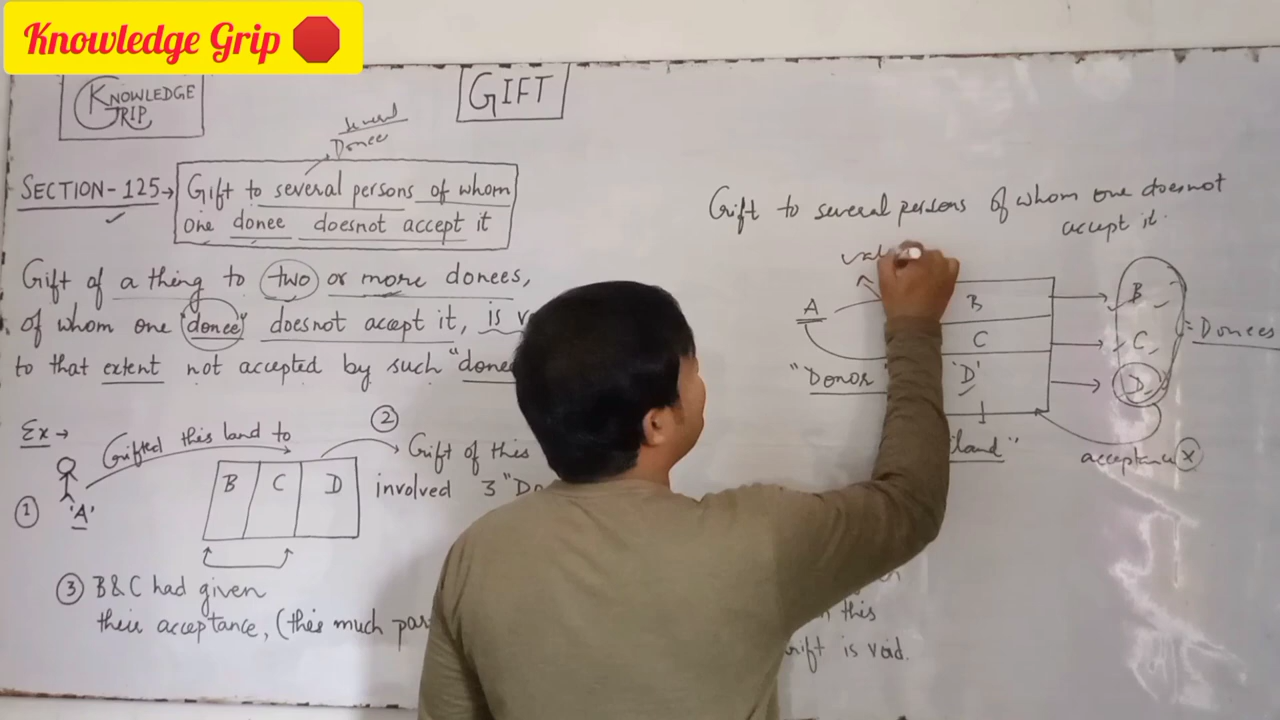 Knowledge Grip
KNOWLEDGE
GRIP
GIFT
several
Donee
SECTION-125→
Gift to several persons of whom
one donee doesnot accept it
Gift of a thing to two or more donees,
of whom one "donee" doesnot accept it, is
to that extent not accepted by such
Ex →
Gifted this land to
①
'A'
B C D
②
Gift of this
involved 3
③ B&C had given
their acceptance, (this much
Gift to several persons of whom one doesnot
accept it.
A
"Donor"
B
C
'D'
land"
B
C
D
= Donees
acceptance X
this
is void.